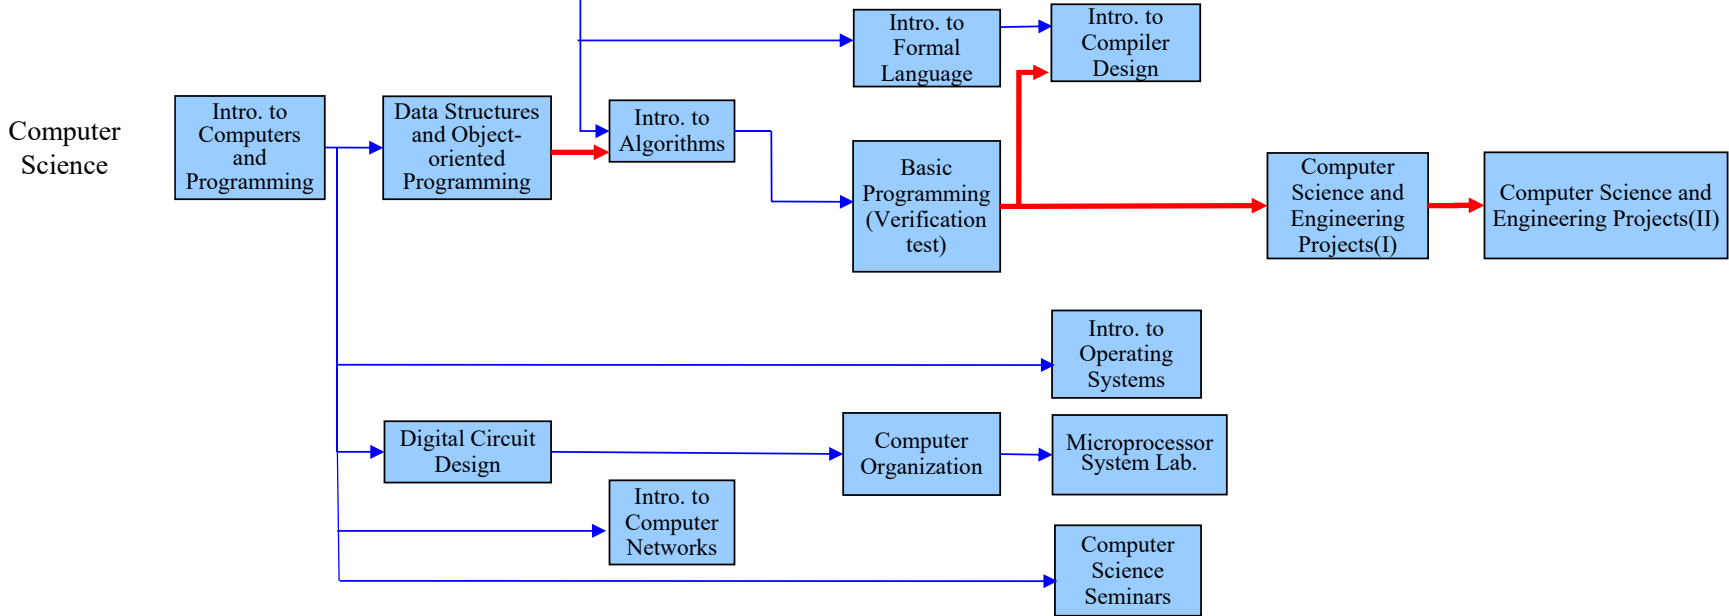 Computer
Science
Intro. to
Computers
and
Programming
Data Structures
and Object-
oriented
Programming
Intro. to
Algorithms
Intro. to
Formal
Language
Intro. to
Compiler
Design
Basic
Programming
(Verification
test)
Computer
Science and
Engineering
Projects(I)
Computer Science and
Engineering Projects(II)
Intro. to
Operating
Systems
Digital Circuit
Design
Computer
Organization
Microprocessor
System Lab.
Intro. to
Computer
Networks
Computer
Science
Seminars